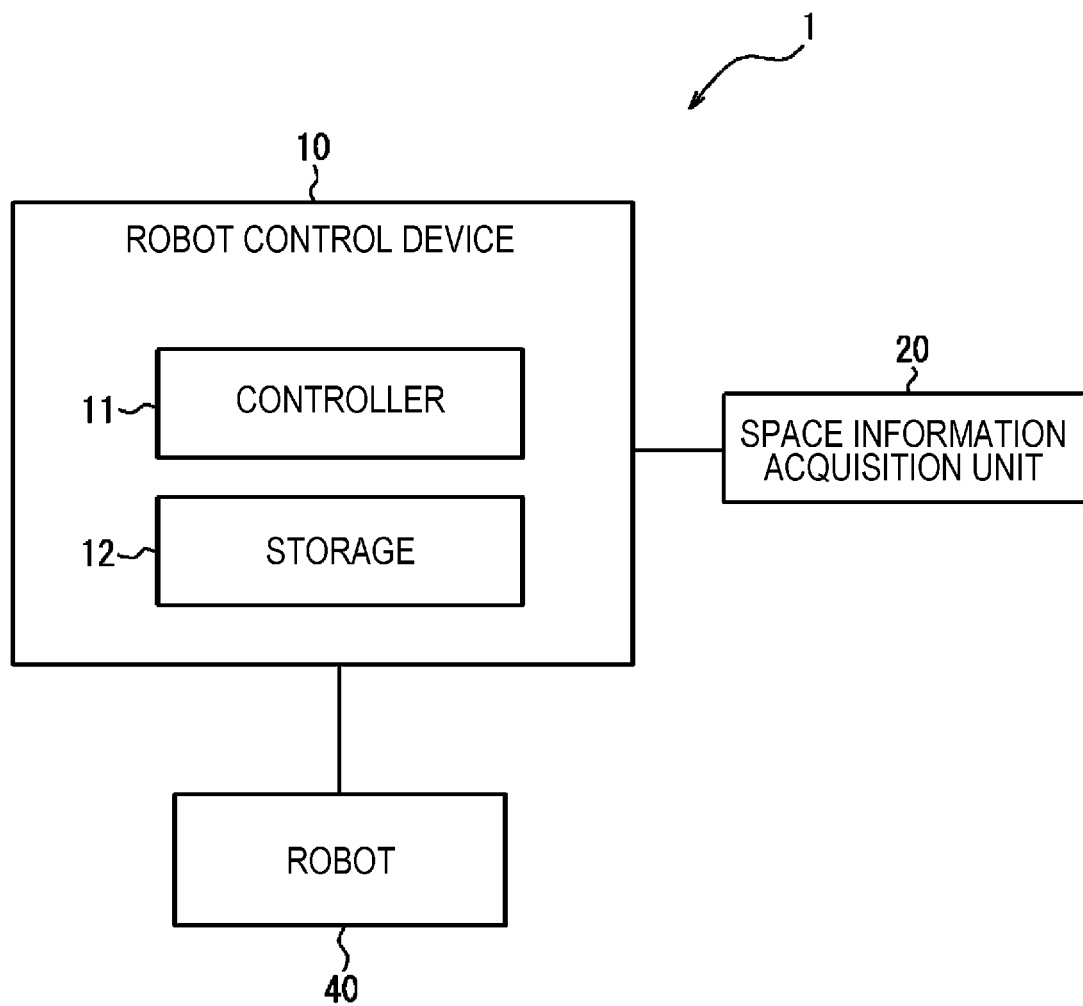 1
10
ROBOT CONTROL DEVICE
20
11
CONTROLLER
SPACE INFORMATION
ACQUISITION UNIT
12
STORAGE
ROBOT
40